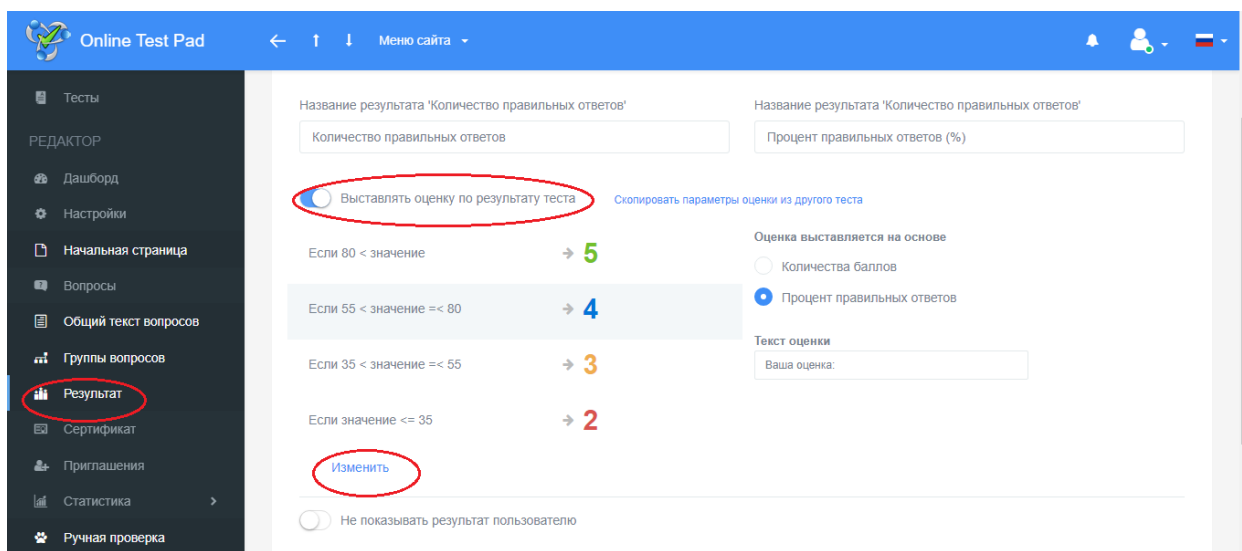 Online Test Pad
Меню сайта
Тесты
РЕДАКТОР
Дашборд
Настройки
Начальная страница
Вопросы
Общий текст вопросов
Группы вопросов
Результат
Сертификат
Приглашения
Статистика
Ручная проверка
Название результата 'Количество правильных ответов'
Название результата 'Количество правильных ответов'
Количество правильных ответов
Процент правильных ответов (%)
Выставлять оценку по результату теста
Скопировать параметры оценки из другого теста
Если 80 < значение → 5
Если 55 < значение =< 80 → 4
Если 35 < значение =< 55 → 3
Если значение <= 35 → 2
Изменить
Оценка выставляется на основе
Количества баллов
Процент правильных ответов
Текст оценки
Ваша оценка:
Не показывать результат пользователю